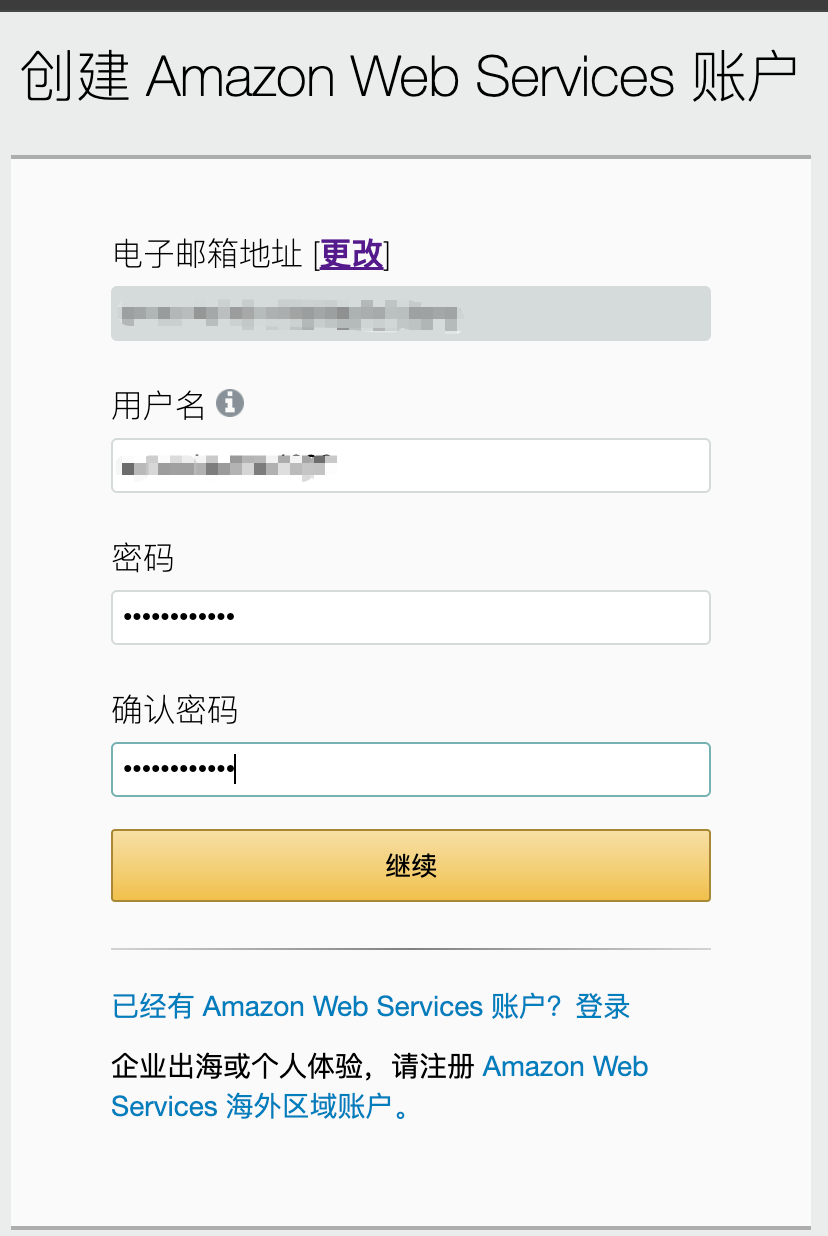 创建 Amazon Web Services 账户
电子邮箱地址 [更改]
用户名
密码
••••••••••••
确认密码
••••••••••••
继续
已经有 Amazon Web Services 账户？登录
企业出海或个人体验，请注册 Amazon Web
Services 海外区域账户。